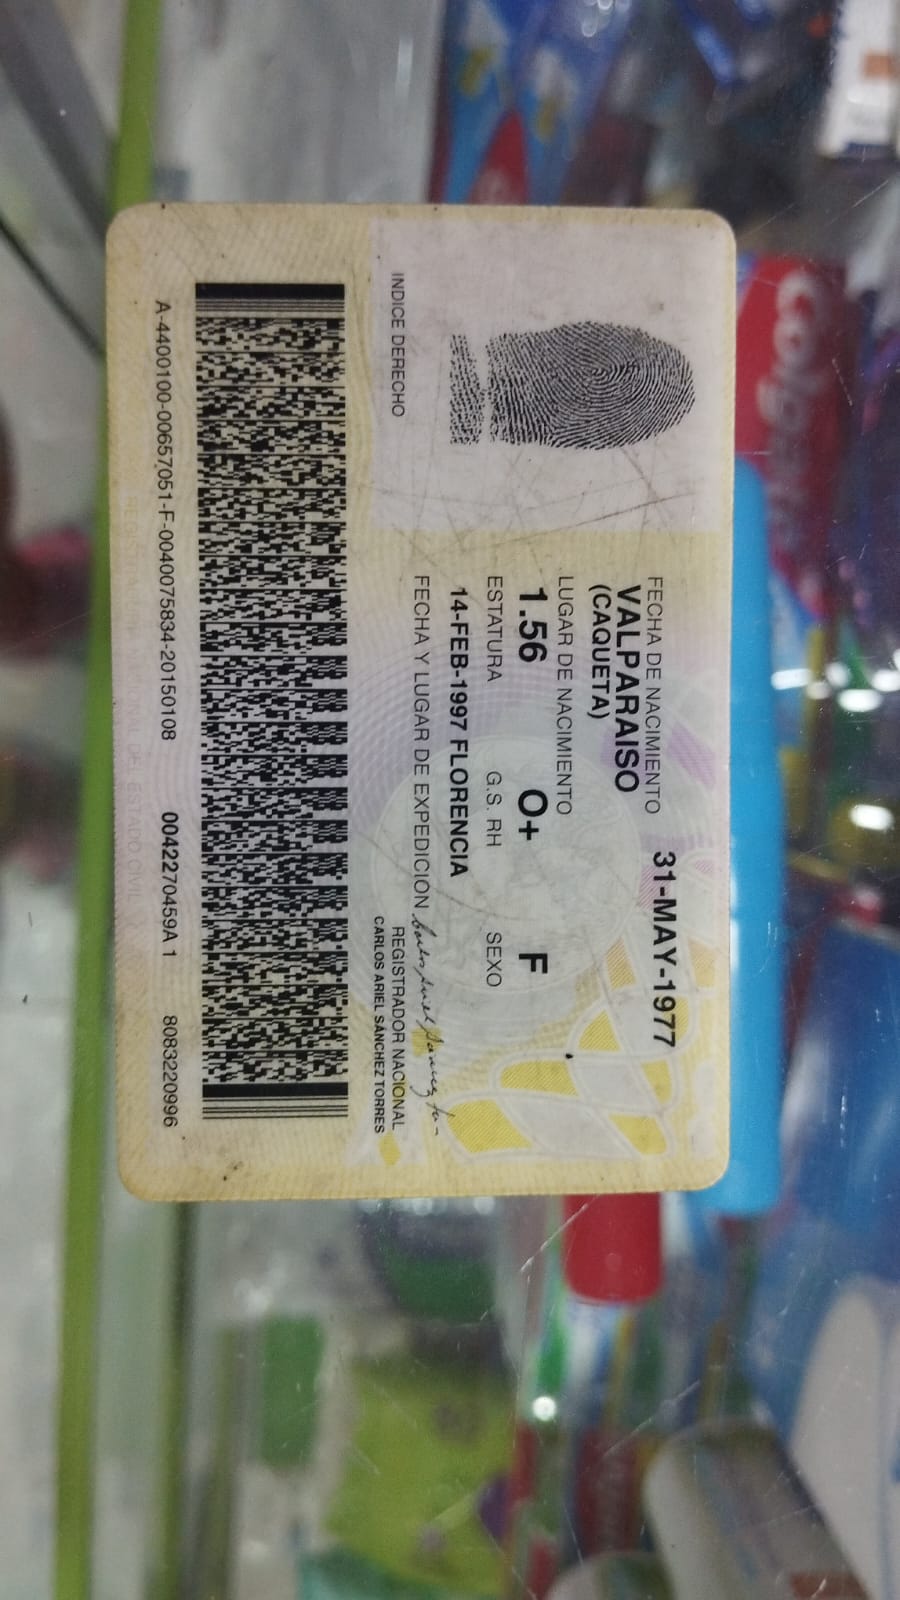 FECHA DE NACIMIENTO 31-MAY-1977
VALPARAISO
(CAQUETA)
LUGAR DE NACIMIENTO
1.56 O+ F
ESTATURA G.S. RH SEXO
14-FEB-1997 FLORENCIA
FECHA Y LUGAR DE EXPEDICION
INDICE DERECHO
REGISTRADOR NACIONAL
CARLOS ARIEL SÁNCHEZ TORRES
A-4400100-00657051-F-0040075834-20150108 0042270459A 1 8083220996
Colgate